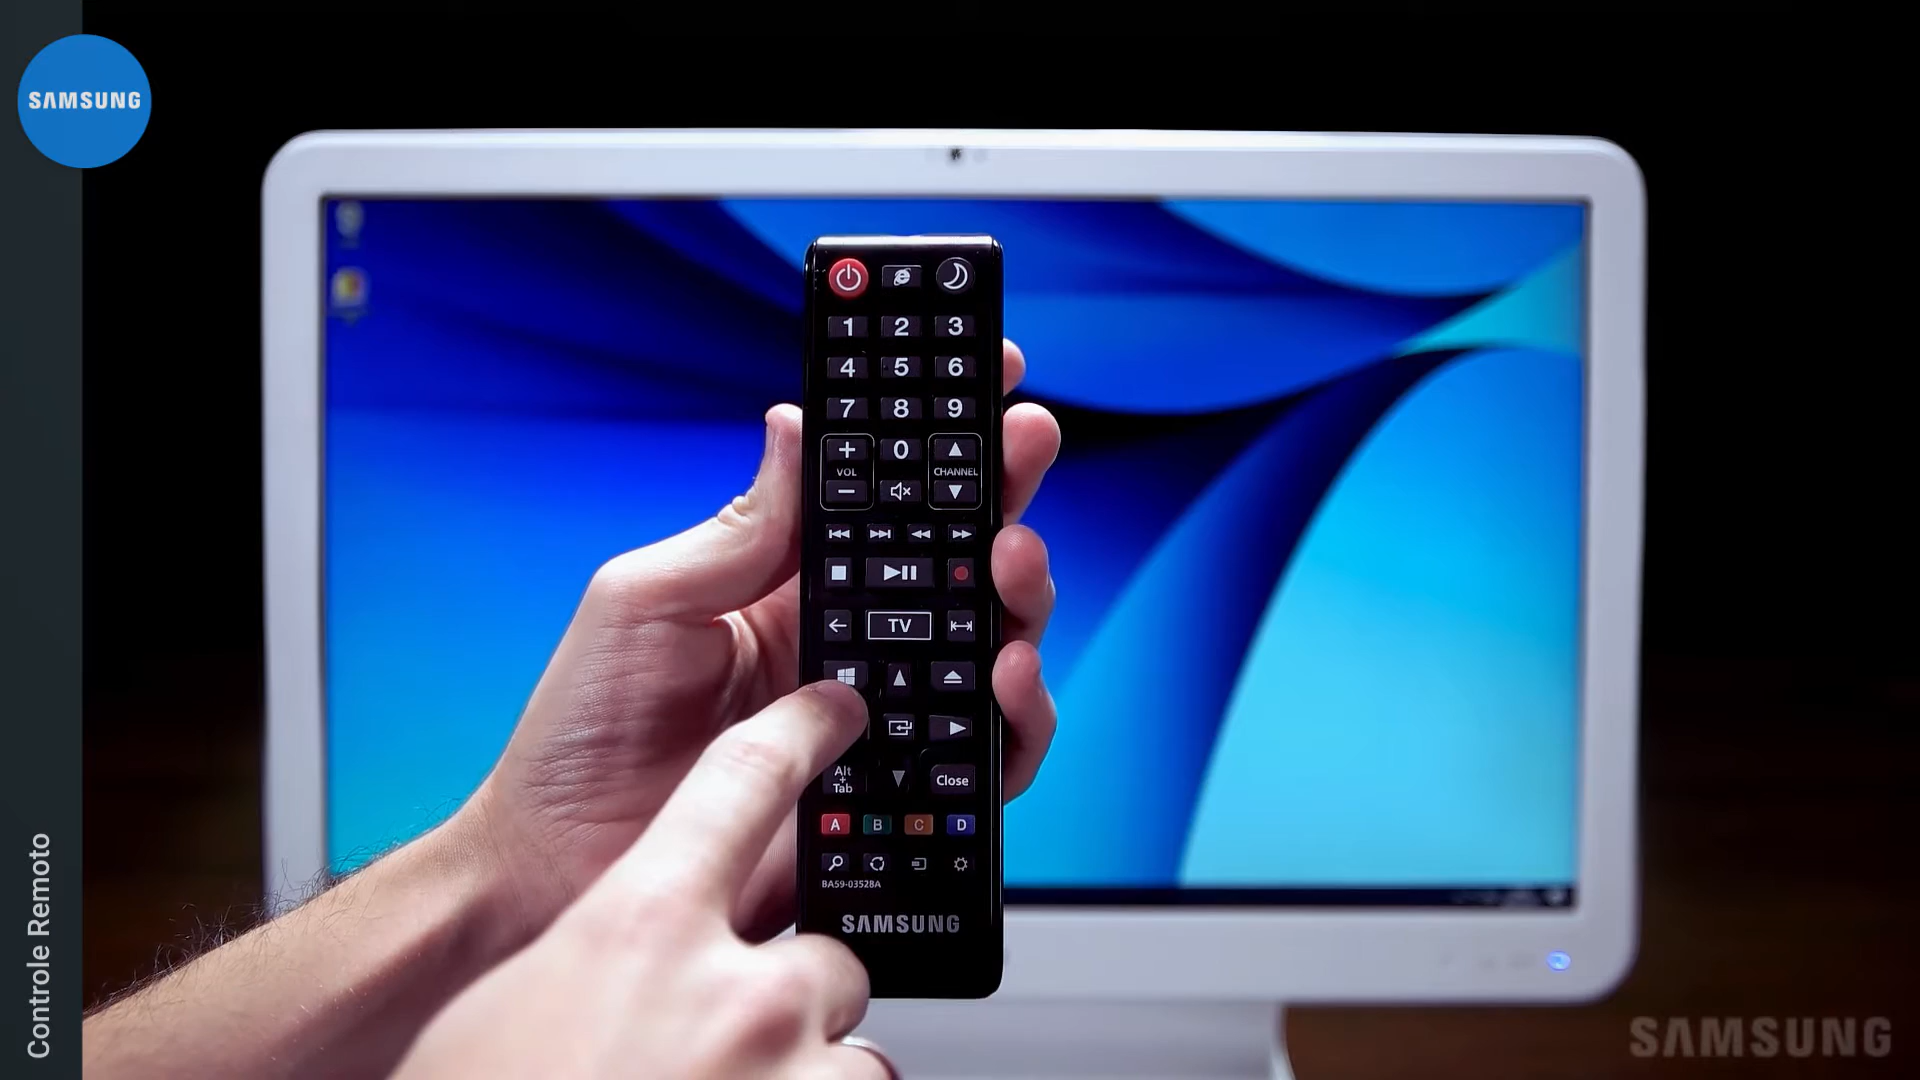 SAMSUNG
1 2 3
4 5 6
7 8 9
+ 0
VOL CHANNEL
−
TV
Alt
+
Tab
Close
A B C D
BA59-03528A
SAMSUNG
Controle Remoto
SAMSUNG